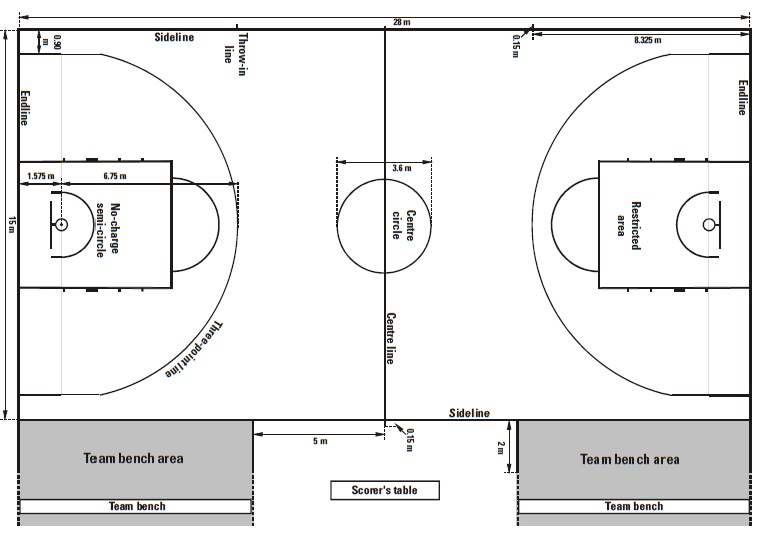 28 m
Sideline
0.90
m
Throw-in
line
0.15 m
8.325 m
Endline
Endline
1.575 m
6.75 m
3.6 m
15 m
No-charge
semi-circle
Centre
circle
Restricted
area
Three-point line
Centre line
Sideline
5 m
0.15 m
2 m
Team bench area
Team bench area
Scorer's table
Team bench
Team bench